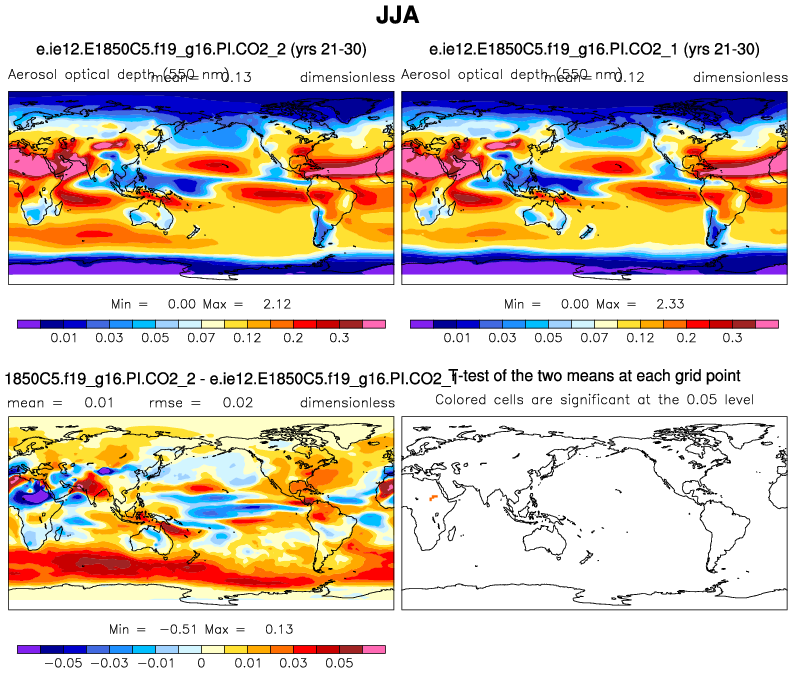 JJA
e.ie12.E1850C5.f19_g16.PI.CO2_2 (yrs 21-30)
Aerosol optical depth (550 nm) mean= 0.13 dimensionless
Min = 0.00 Max = 2.12
0.01 0.03 0.05 0.07 0.12 0.2 0.3
e.ie12.E1850C5.f19_g16.PI.CO2_1 (yrs 21-30)
Aerosol optical depth (550 nm) mean= 0.12 dimensionless
Min = 0.00 Max = 2.33
0.01 0.03 0.05 0.07 0.12 0.2 0.3
1850C5.f19_g16.PI.CO2_2 - e.ie12.E1850C5.f19_g16.PI.CO2_1
mean = 0.01 rmse = 0.02 dimensionless
Min = -0.51 Max = 0.13
-0.05 -0.03 -0.01 0 0.01 0.03 0.05
T-test of the two means at each grid point
Colored cells are significant at the 0.05 level